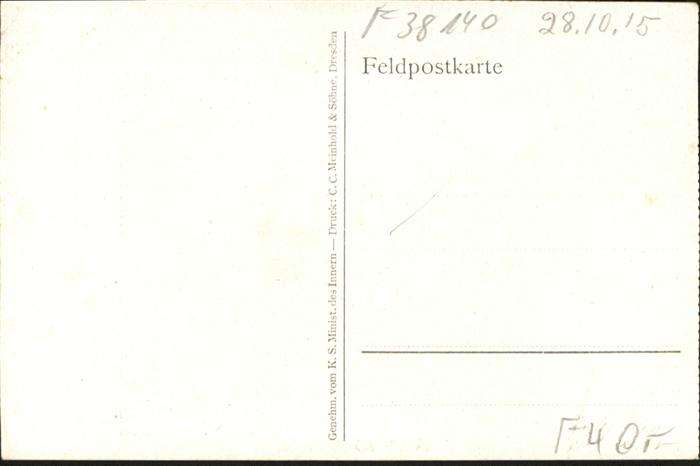 F 38140 28.10.15
Feldpostkarte
Genehm. vom K. S. Minist. des Innern — Druck: C. C. Meinhold & Söhne, Dresden